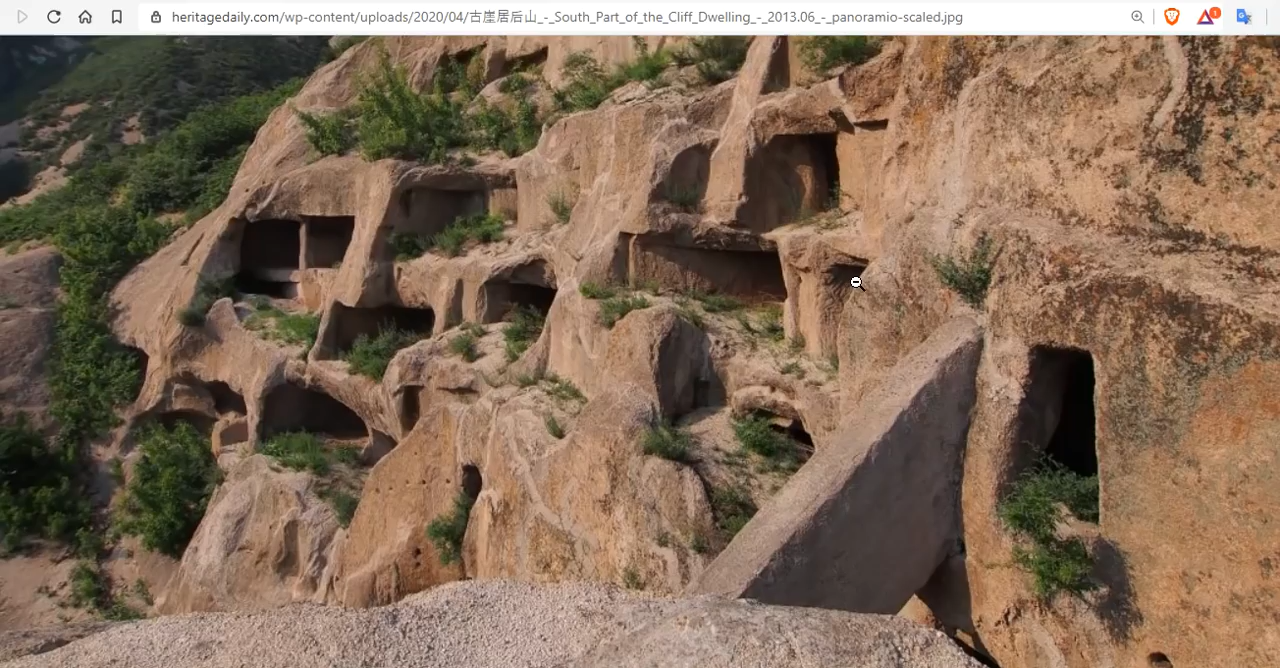 heritagedaily.com/wp-content/uploads/2020/04/古崖居后山_-_South_Part_of_the_Cliff_Dwelling_-_2013.06_-_panoramio-scaled.jpg
1